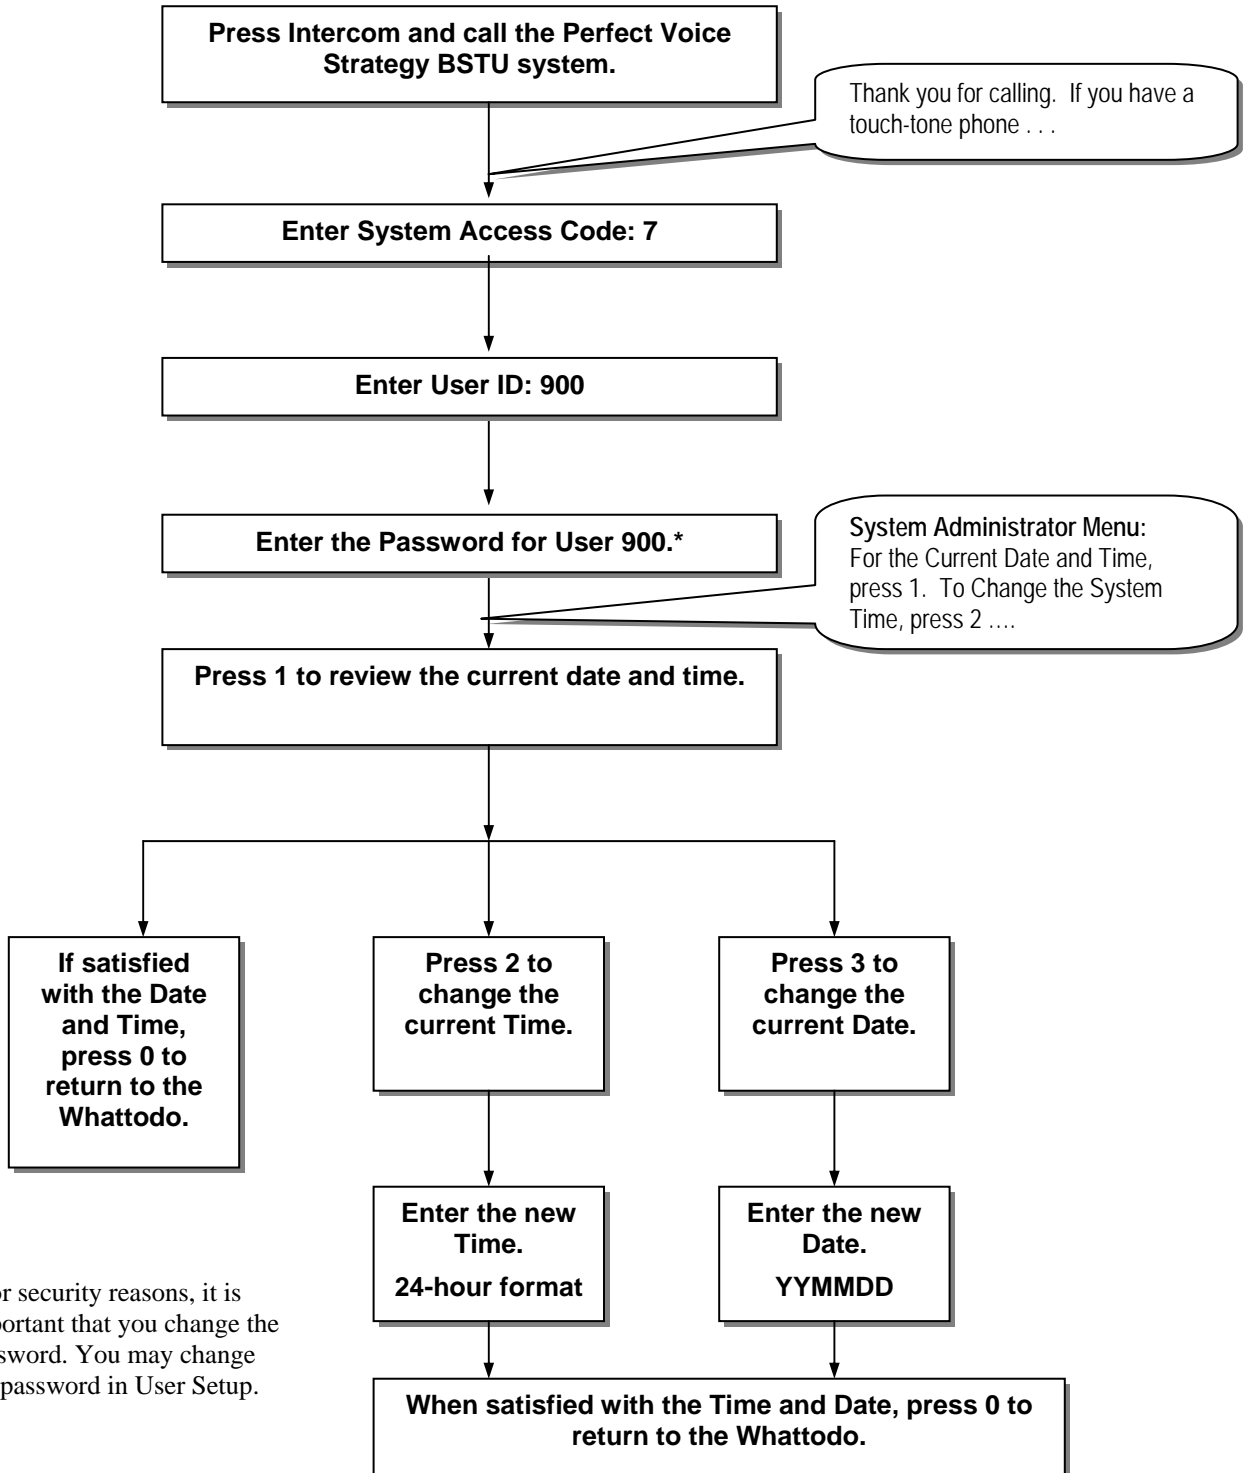 Press Intercom and call the Perfect Voice
Strategy BSTU system.
Thank you for calling. If you have a
touch-tone phone . . .
Enter System Access Code: 7
Enter User ID: 900
Enter the Password for User 900.*
System Administrator Menu:
For the Current Date and Time,
press 1. To Change the System
Time, press 2 ....
Press 1 to review the current date and time.
If satisfied
with the Date
and Time,
press 0 to
return to the
Whattodo.
Press 2 to
change the
current Time.
Press 3 to
change the
current Date.
Enter the new
Time.
24-hour format
Enter the new
Date.
YYMMDD
or security reasons, it is
portant that you change the
sword. You may change
password in User Setup.
When satisfied with the Time and Date, press 0 to
return to the Whattodo.